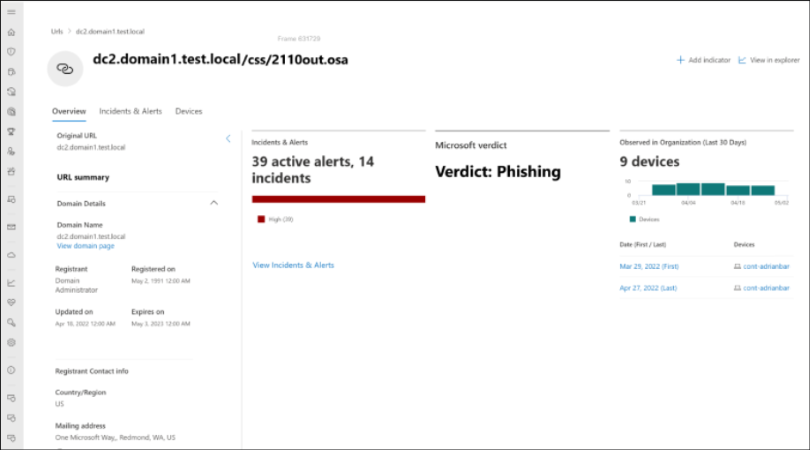 Urls > dc2.domain1.test.local
Frame 431729
dc2.domain1.test.local/css/2110out.osa
+ Add indicator
View in explorer
Overview
Incidents & Alerts
Devices
Original URL
dc2.domain1.test.local
URL summary
Domain Details
Domain Name
dc2.domain1.test.local
View domain page
Registrant
Domain
Administrator
Registered on
May 2, 1991 12:00 AM
Updated on
Apr 18, 2022 12:00 AM
Expires on
May 3, 2023 12:00 AM
Registrant Contact info
Country/Region
US
Mailing address
One Microsoft Way,, Redmond, WA, US
Incidents & Alerts
39 active alerts, 14
incidents
High (39)
View Incidents & Alerts
Microsoft verdict
Verdict: Phishing
Observed in Organization (Last 30 Days)
9 devices
10
0
03/21 04/04 04/18 05/02
Devices
Date (First / Last) Devices
Mar 29, 2022 (First) cont-adrianbar
Apr 27, 2022 (Last) cont-adrianbar